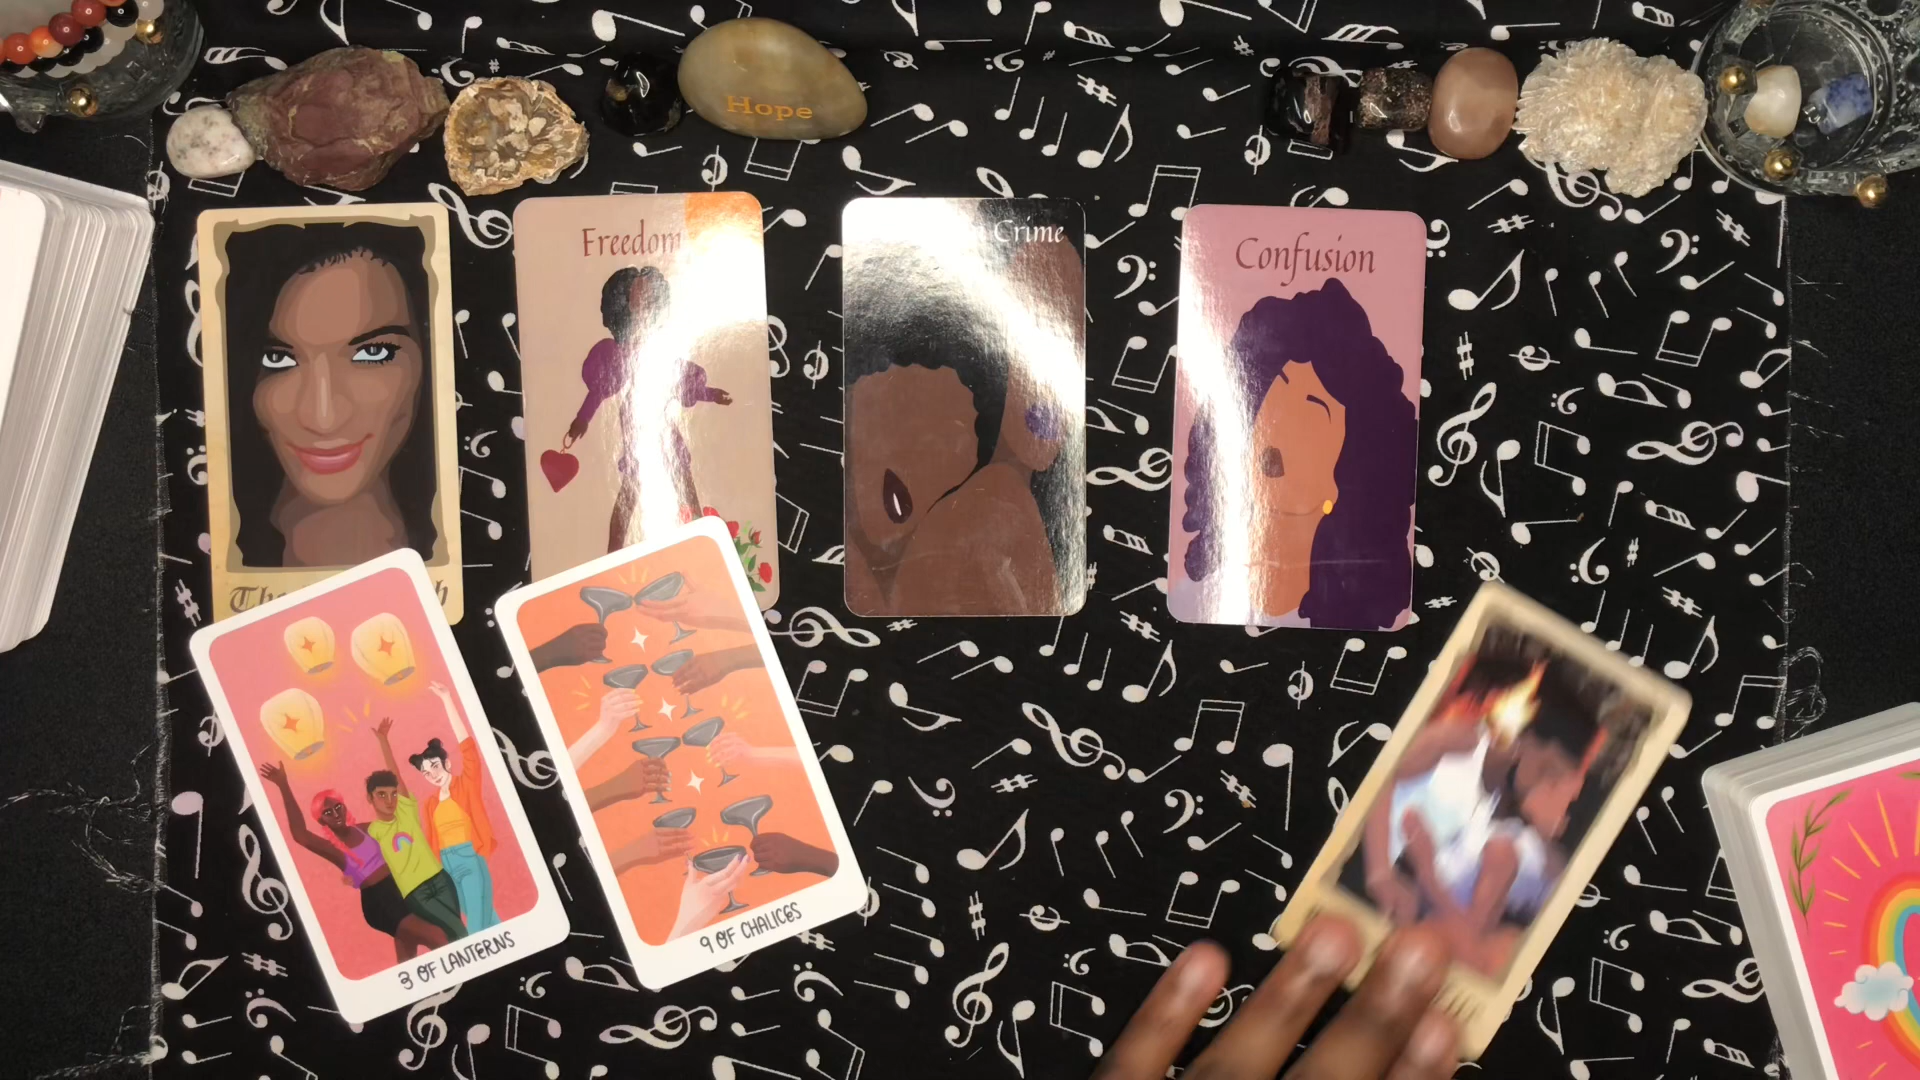 Hope
Freedom
Crime
Confusion
3 OF LANTERNS
9 OF CHALICES